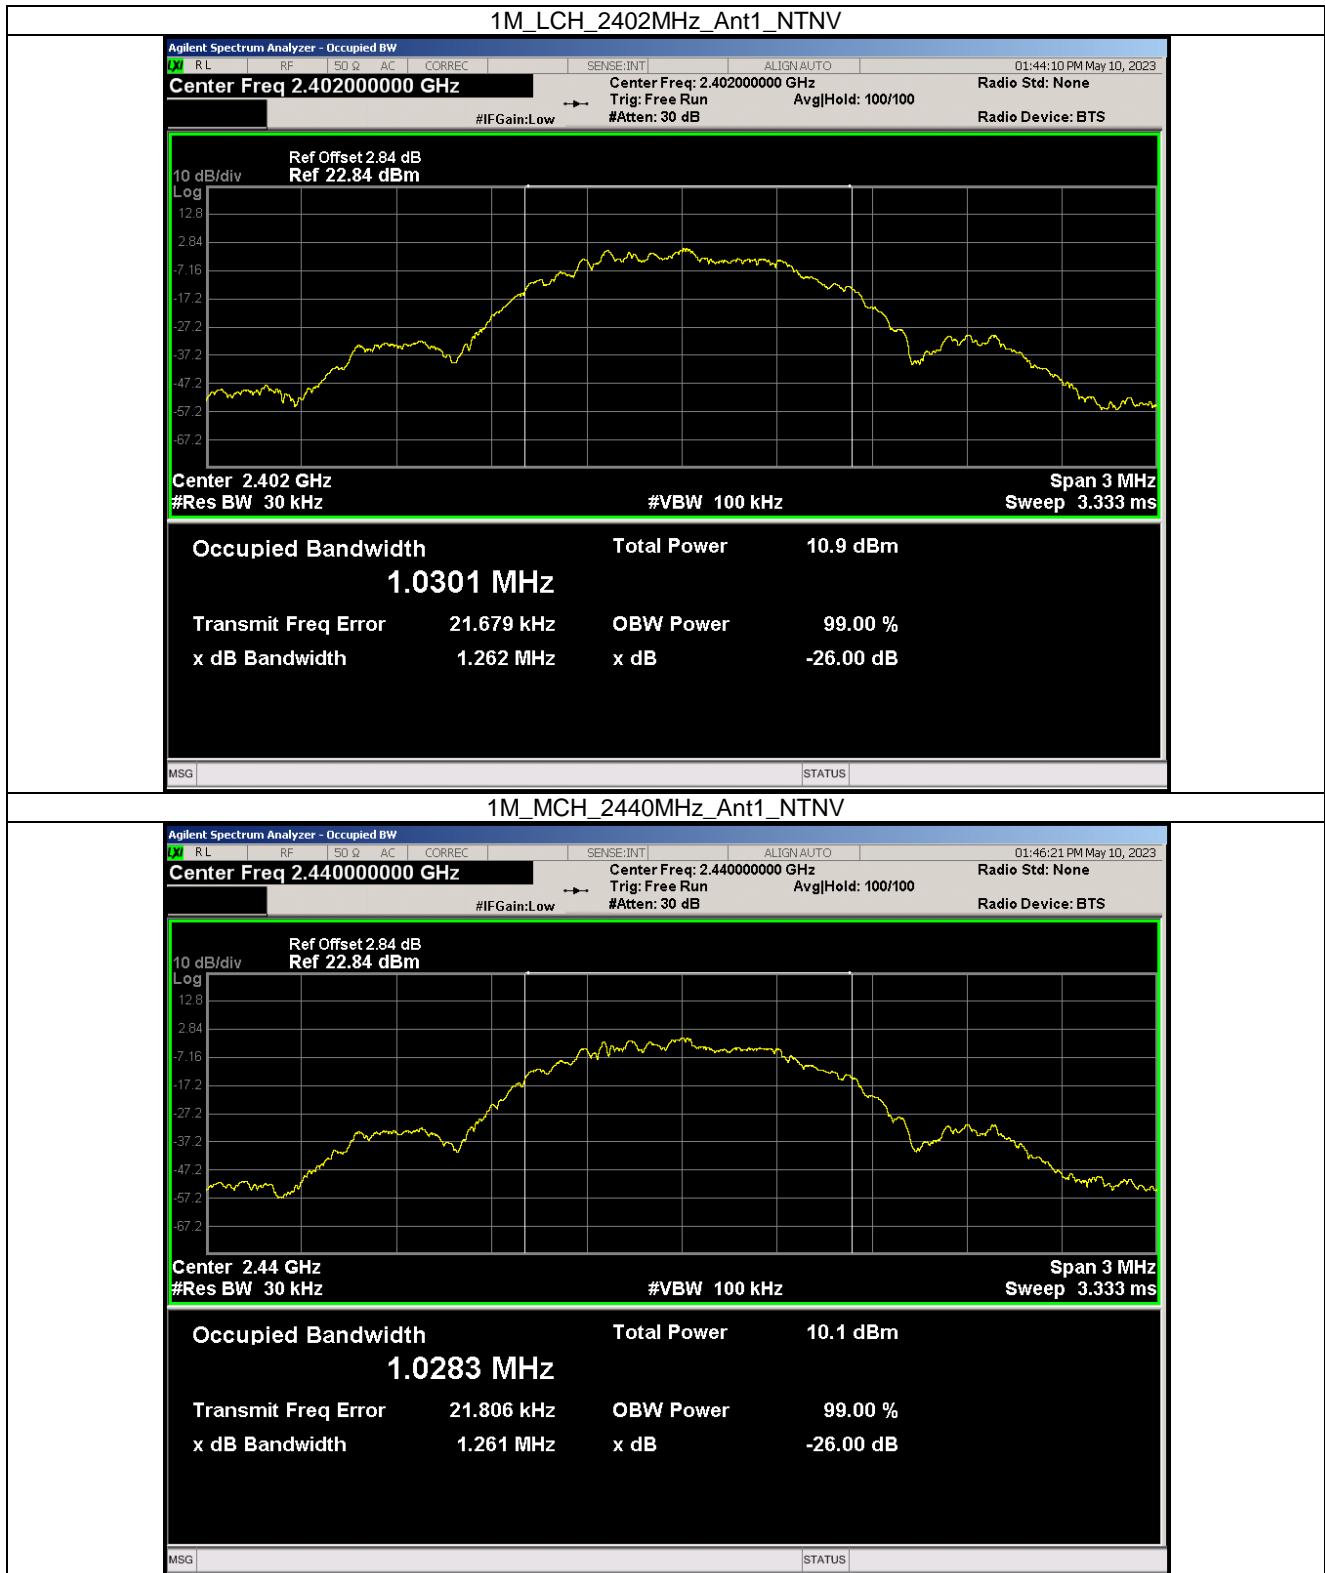 1M_LCH_2402MHz_Ant1_NTNV
Agilent Spectrum Analyzer - Occupied BW
LXI RL RF 50 Ω AC CORREC SENSE:INT ALIGN AUTO 01:44:10 PM May 10, 2023
Center Freq 2.402000000 GHz Center Freq: 2.402000000 GHz Radio Std: None
Trig: Free Run Avg|Hold: 100/100
#IFGain:Low #Atten: 30 dB Radio Device: BTS
Ref Offset 2.84 dB
10 dB/div Ref 22.84 dBm
Log
12.8
2.84
-7.16
-17.2
-27.2
-37.2
-47.2
-57.2
-67.2
Center 2.402 GHz Span 3 MHz
#Res BW 30 kHz #VBW 100 kHz Sweep 3.333 ms
Occupied Bandwidth Total Power 10.9 dBm
1.0301 MHz
Transmit Freq Error 21.679 kHz OBW Power 99.00 %
x dB Bandwidth 1.262 MHz x dB -26.00 dB
MSG STATUS
1M_MCH_2440MHz_Ant1_NTNV
Agilent Spectrum Analyzer - Occupied BW
LXI RL RF 50 Ω AC CORREC SENSE:INT ALIGN AUTO 01:46:21 PM May 10, 2023
Center Freq 2.440000000 GHz Center Freq: 2.440000000 GHz Radio Std: None
Trig: Free Run Avg|Hold: 100/100
#IFGain:Low #Atten: 30 dB Radio Device: BTS
Ref Offset 2.84 dB
10 dB/div Ref 22.84 dBm
Log
12.8
2.84
-7.16
-17.2
-27.2
-37.2
-47.2
-57.2
-67.2
Center 2.44 GHz Span 3 MHz
#Res BW 30 kHz #VBW 100 kHz Sweep 3.333 ms
Occupied Bandwidth Total Power 10.1 dBm
1.0283 MHz
Transmit Freq Error 21.806 kHz OBW Power 99.00 %
x dB Bandwidth 1.261 MHz x dB -26.00 dB
MSG STATUS